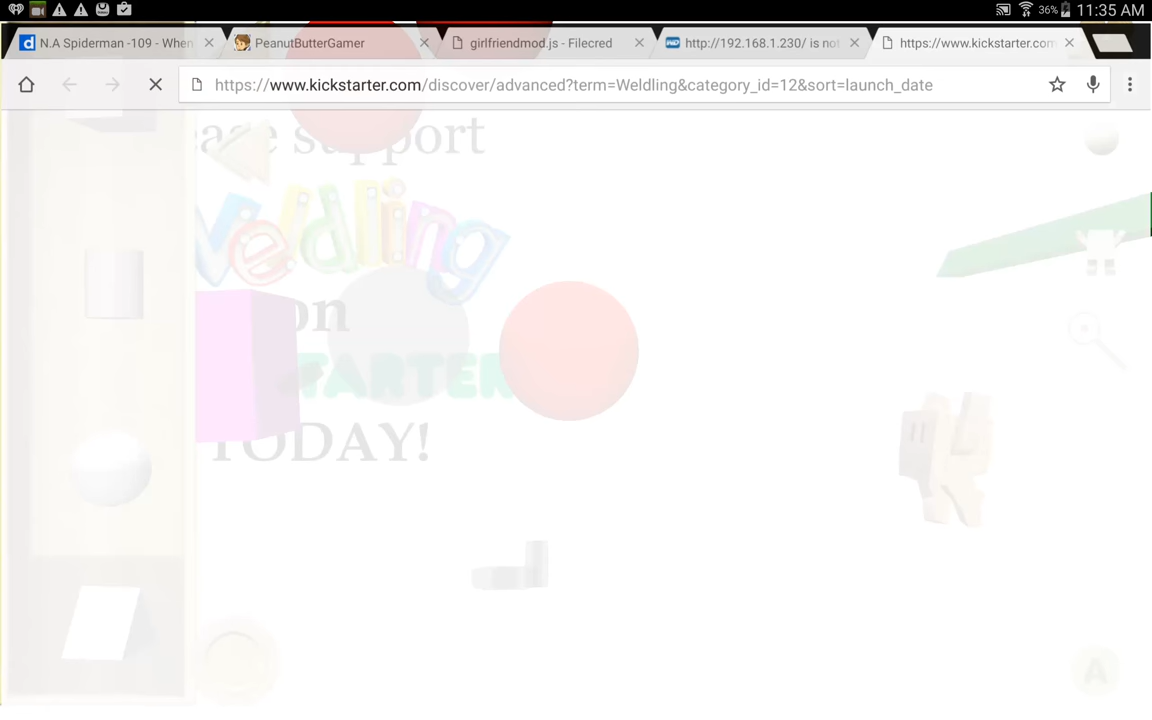 36% 11:35 AM
N.A Spiderman -109 - When
PeanutButterGamer
girlfriendmod.js - Filecred
http://192.168.1.230/ is not
https://www.kickstarter.com
https://www.kickstarter.com/discover/advanced?term=Weldling&category_id=12&sort=launch_date
ase support
Weldling
on
TARTER
TODAY!
A